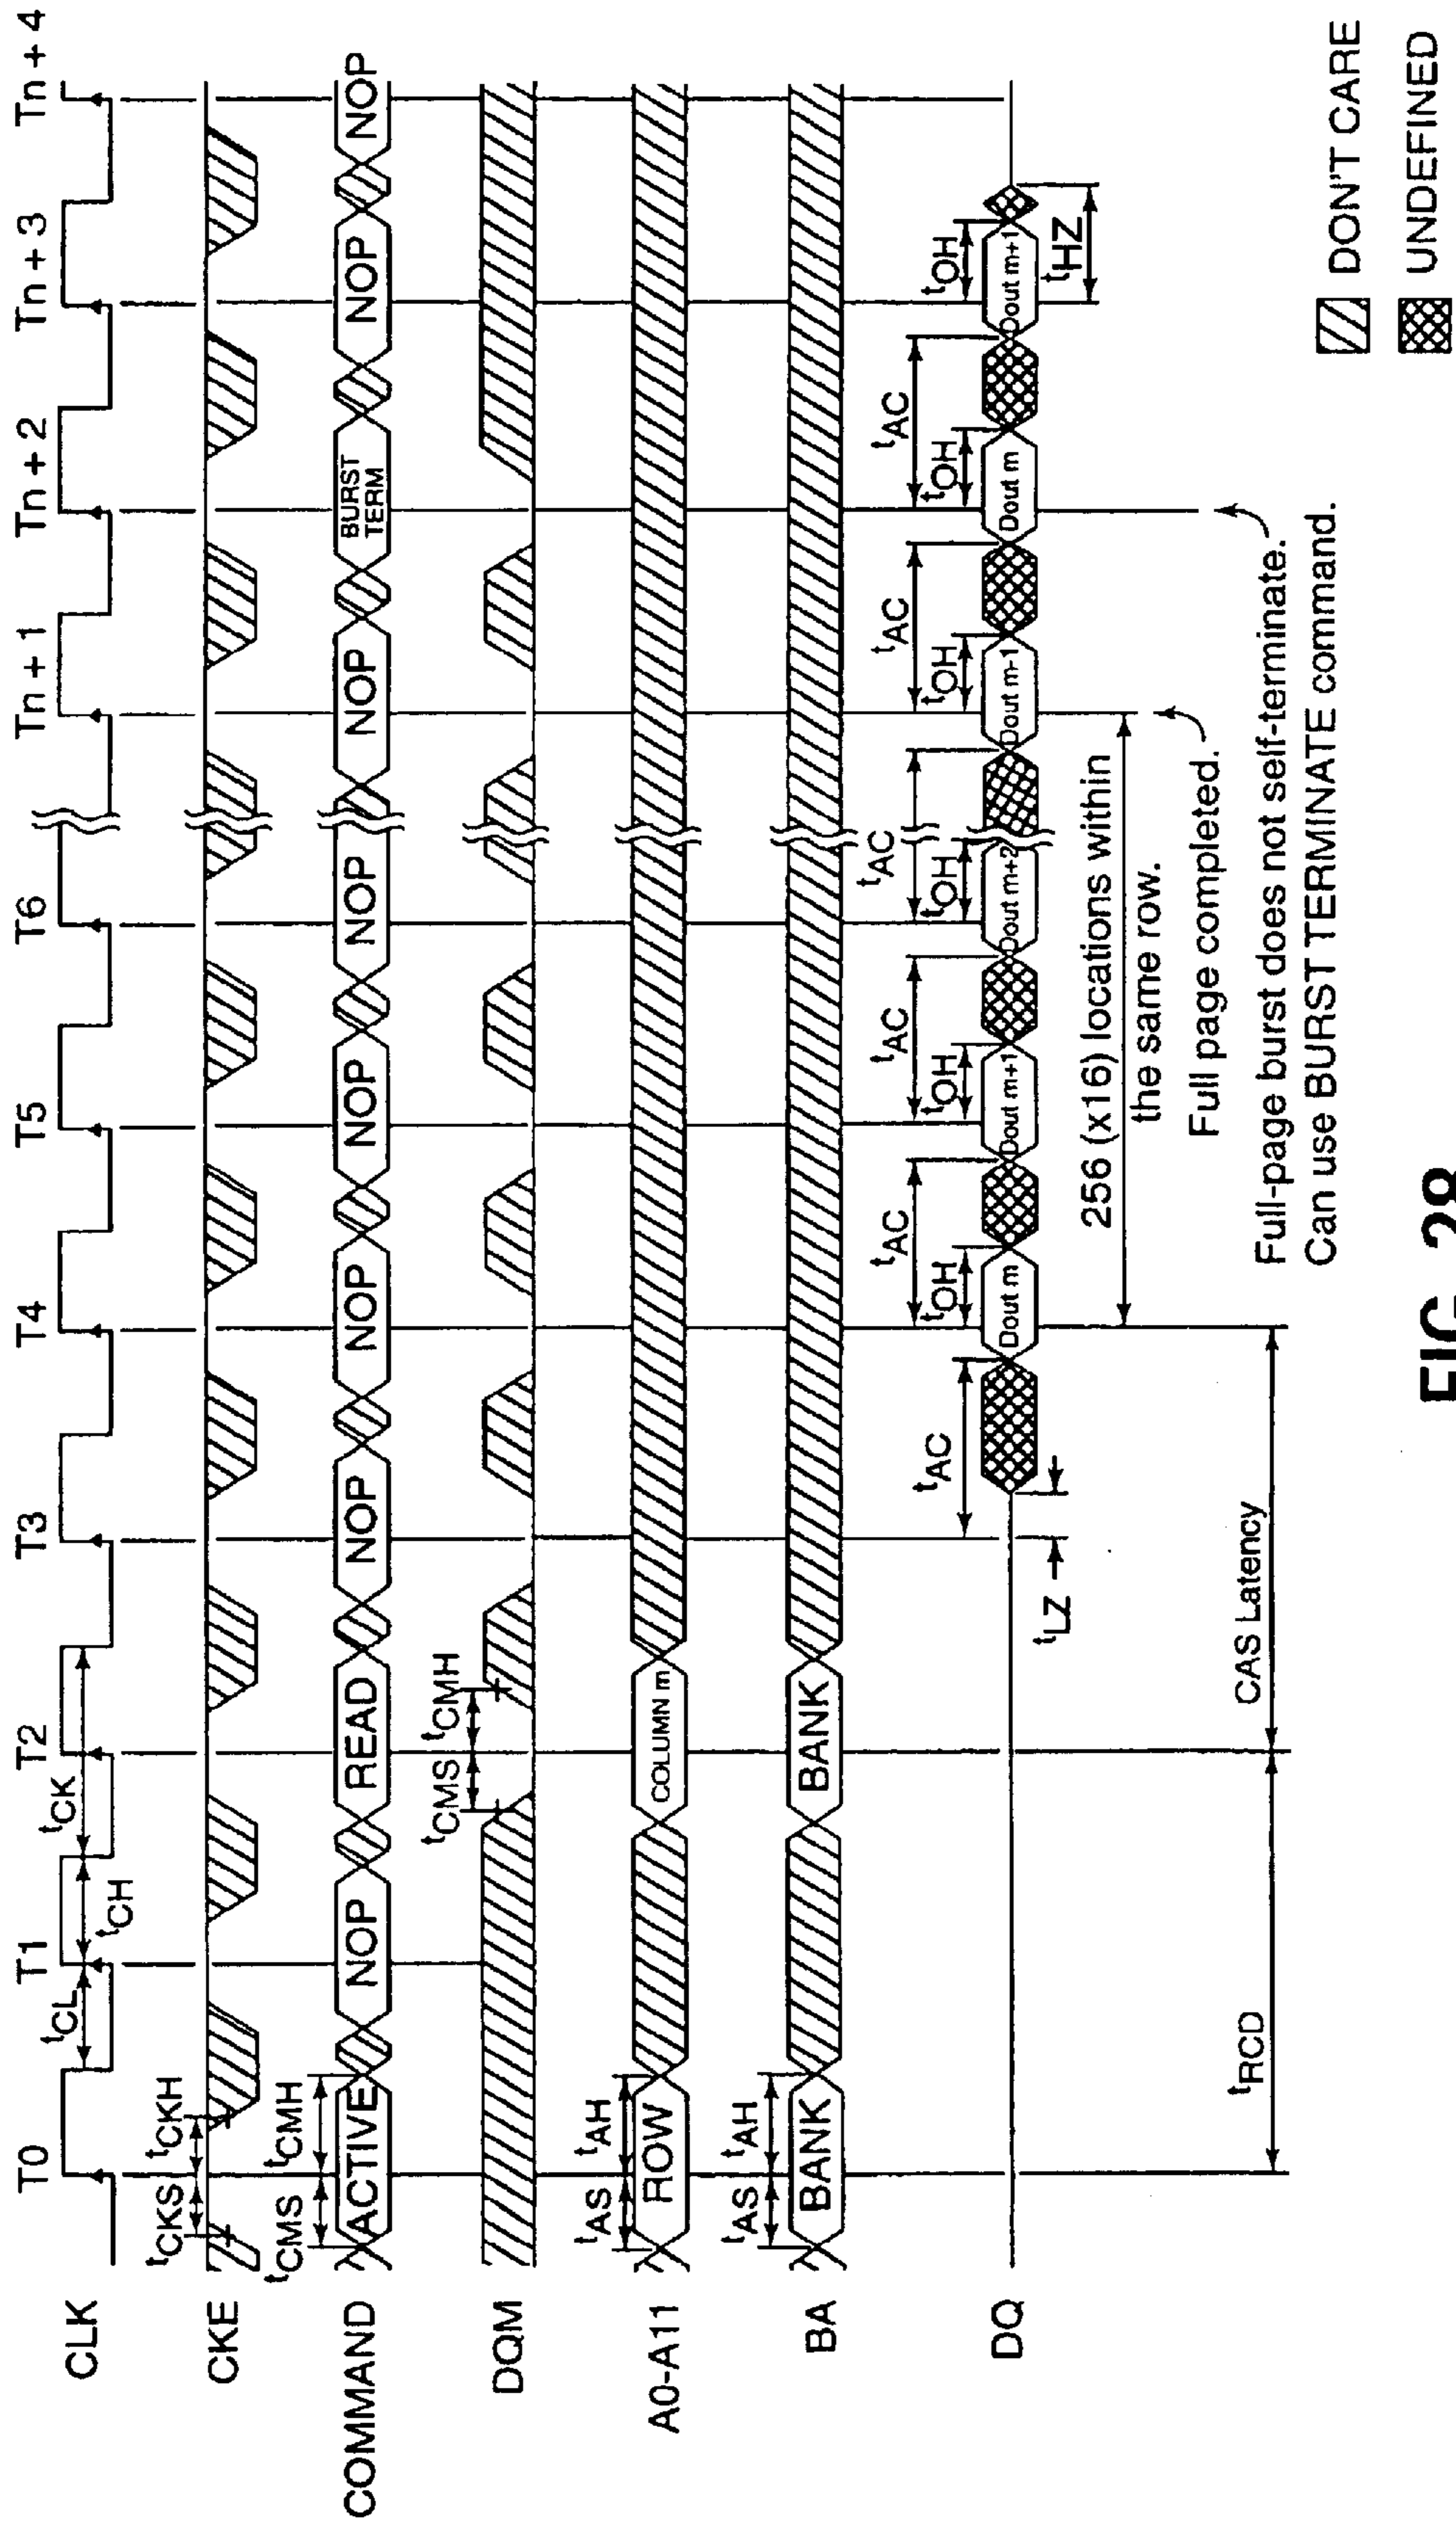 T0 T1 T2 T3 T4 T5 T6 Tn + 1 Tn + 2 Tn + 3 Tn + 4
CLK
tCL tCH tCK
tCKS tCKH
CKE
tCMS tCMH
COMMAND ACTIVE NOP READ NOP NOP NOP NOP NOP BURST TERM NOP NOP
tCMS tCMH
DQM
tAS tAH
A0-A11 ROW COLUMN m
tAS tAH
BA BANK BANK
tAC tAC tAC tAC tAC tAC
tOH tOH tOH tOH tOH tOH
DQ Dout m Dout m+1 Dout m+2 Dout m-1 Dout m Dout m+1
tLZ tHZ
256 (x16) locations within
the same row.
Full page completed.
tRCD CAS Latency
Full-page burst does not self-terminate.
Can use BURST TERMINATE command.
DON'T CARE
UNDEFINED
FIG. 28